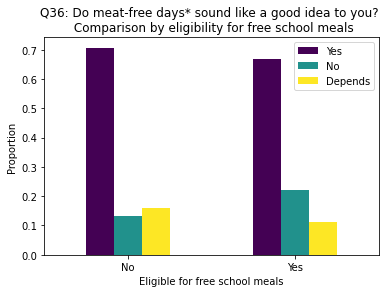 Q36: Do meat-free days* sound like a good idea to you?
Comparison by eligibility for free school meals
Yes
No
Depends
0.7
0.6
0.5
0.4
0.3
0.2
0.1
0.0
Proportion
No
Yes
Eligible for free school meals